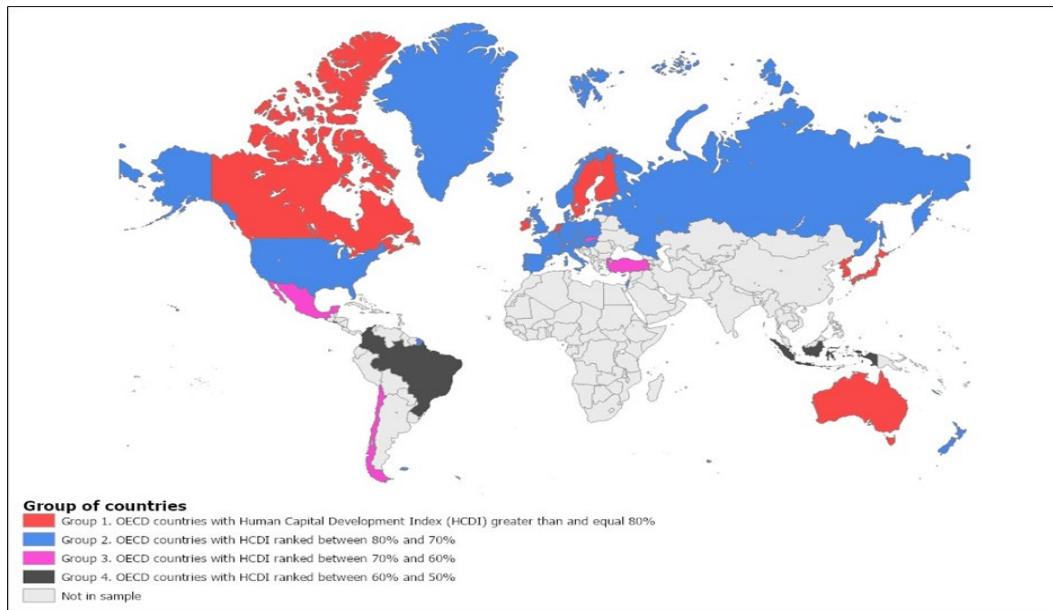 Group of countries
Group 1. OECD countries with Human Capital Development Index (HCDI) greater than and equal 80%
Group 2. OECD countries with HCDI ranked between 80% and 70%
Group 3. OECD countries with HCDI ranked between 70% and 60%
Group 4. OECD countries with HCDI ranked between 60% and 50%
Not in sample